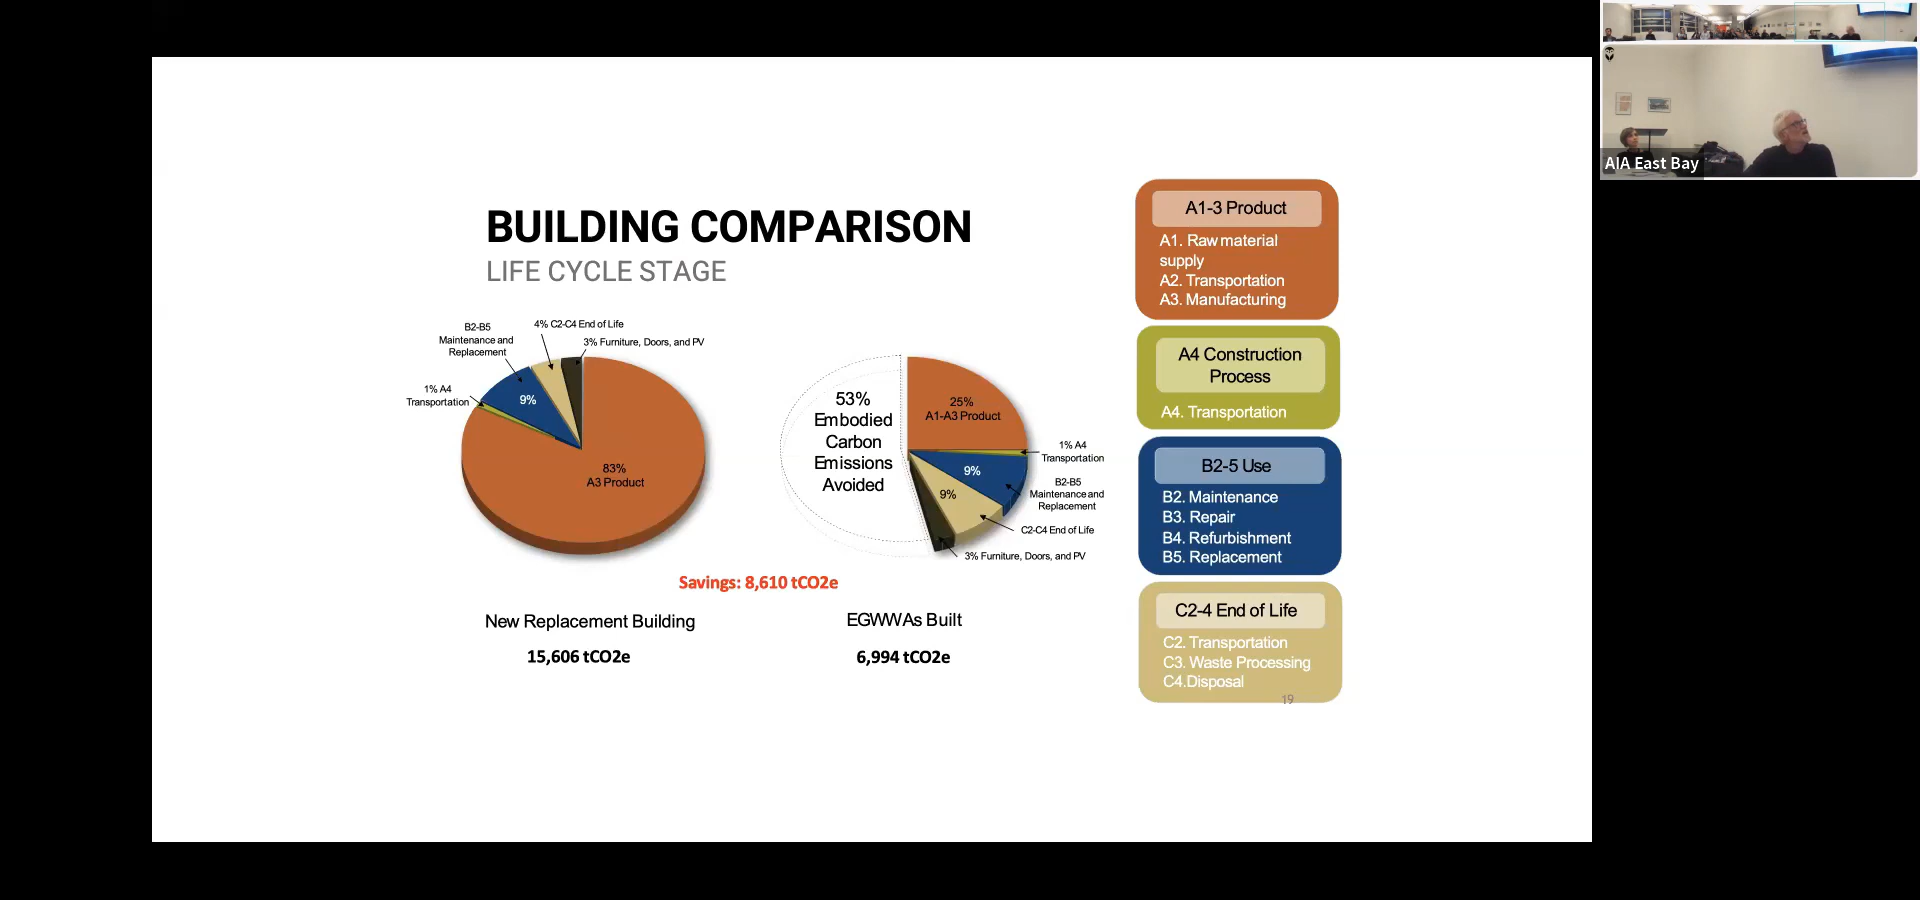 BUILDING COMPARISON
LIFE CYCLE STAGE
B2-B5
Maintenance and
Replacement
4% C2-C4 End of Life
3% Furniture, Doors, and PV
1% A4
Transportation
9%
83%
A3 Product
53%
Embodied
Carbon
Emissions
Avoided
25%
A1-A3 Product
1% A4
Transportation
9%
B2-B5
Maintenance and
Replacement
9%
C2-C4 End of Life
3% Furniture, Doors, and PV
Savings: 8,610 tCO2e
New Replacement Building
15,606 tCO2e
EGWWAs Built
6,994 tCO2e
A1-3 Product
A1. Raw material
supply
A2. Transportation
A3. Manufacturing
A4 Construction
Process
A4. Transportation
B2-5 Use
B2. Maintenance
B3. Repair
B4. Refurbishment
B5. Replacement
C2-4 End of Life
C2. Transportation
C3. Waste Processing
C4.Disposal
19
AIA East Bay